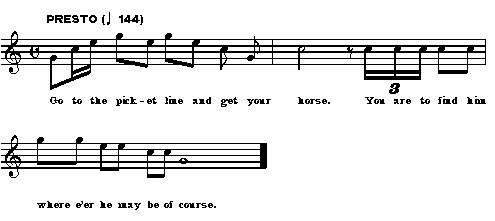 PRESTO (♩ 144)
Go to the pick-et line and get your horse. You are to find him
3
where e'er he may be of course.